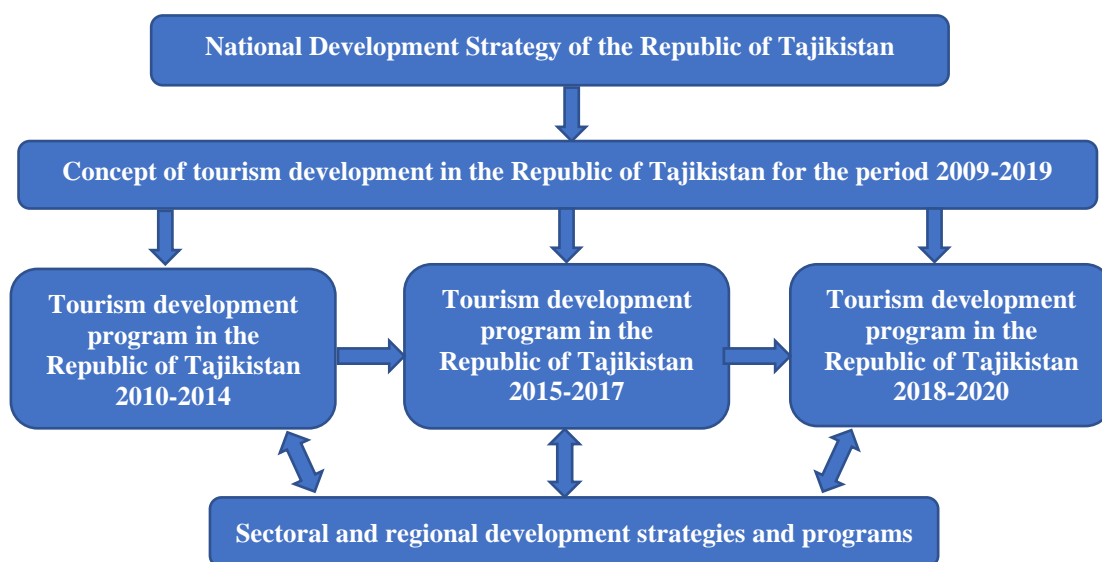 National Development Strategy of the Republic of Tajikistan
Concept of tourism development in the Republic of Tajikistan for the period 2009-2019
Tourism development
program in the
Republic of Tajikistan
2010-2014
Tourism development
program in the
Republic of Tajikistan
2015-2017
Tourism development
program in the
Republic of Tajikistan
2018-2020
Sectoral and regional development strategies and programs